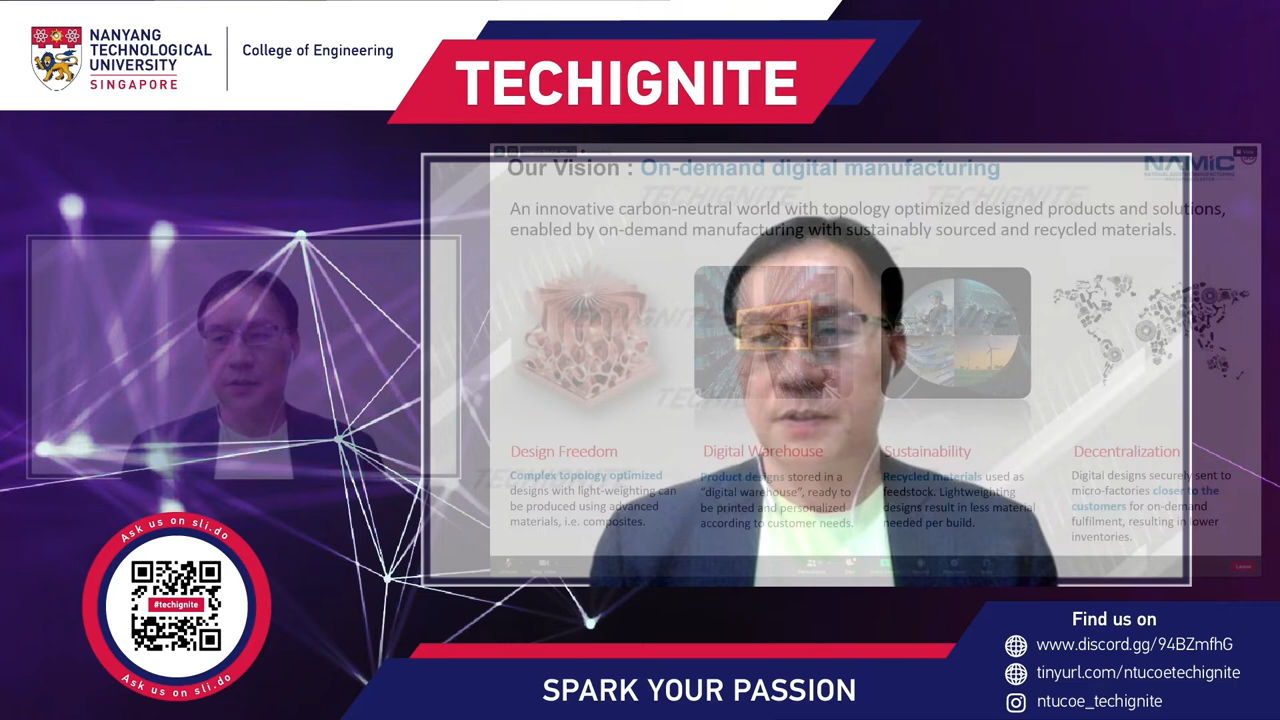 NANYANG
TECHNOLOGICAL
UNIVERSITY
SINGAPORE
College of Engineering
TECHIGNITE
Our Vision : On-demand digital manufacturing
NAMIC
An innovative carbon-neutral world with topology optimized designed products and solutions,
enabled by on-demand manufacturing with sustainably sourced and recycled materials.
TECHIGNITE
TECHIGNITE
TECHIGNITE
Design Freedom
Complex topology optimized
designs with light-weighting can
be produced using advanced
materials, i.e. composites.
Digital Warehouse
Product designs stored in a
“digital warehouse”, ready to
be printed and personalized
according to customer needs.
Sustainability
Recycled materials used as
feedstock. Lightweighting
designs result in less material
needed per build.
Decentralization
Digital designs securely sent to
micro-factories closer to the
customers for on-demand
fulfilment, resulting in lower
inventories.
Ask us on sli.do
#techignite
Ask us on sli.do
SPARK YOUR PASSION
Find us on
www.discord.gg/94BZmfhG
tinyurl.com/ntucoetechignite
ntucoe_techignite